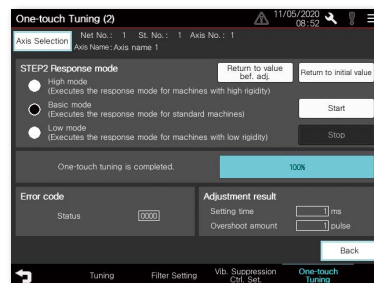 One-touch Tuning (2)
11/05/2020
08:52
Axis Selection
Net No.: 1 St. No.: 1 Axis No.: 1
Axis Name: Axis name 1
STEP2 Response mode
Return to value
bef. adj.
Return to initial value
High mode
(Executes the response mode for machines with high rigidity)
Basic mode
(Executes the response mode for standard machines)
Start
Low mode
(Executes the response mode for machines with low rigidity)
Stop
One-touch tuning is completed.
100%
Error code
Status
0000
Adjustment result
Setting time
1 ms
Overshoot amount
1 pulse
Back
Tuning
Filter Setting
Vib. Suppression
Ctrl. Set.
One-touch
Tuning